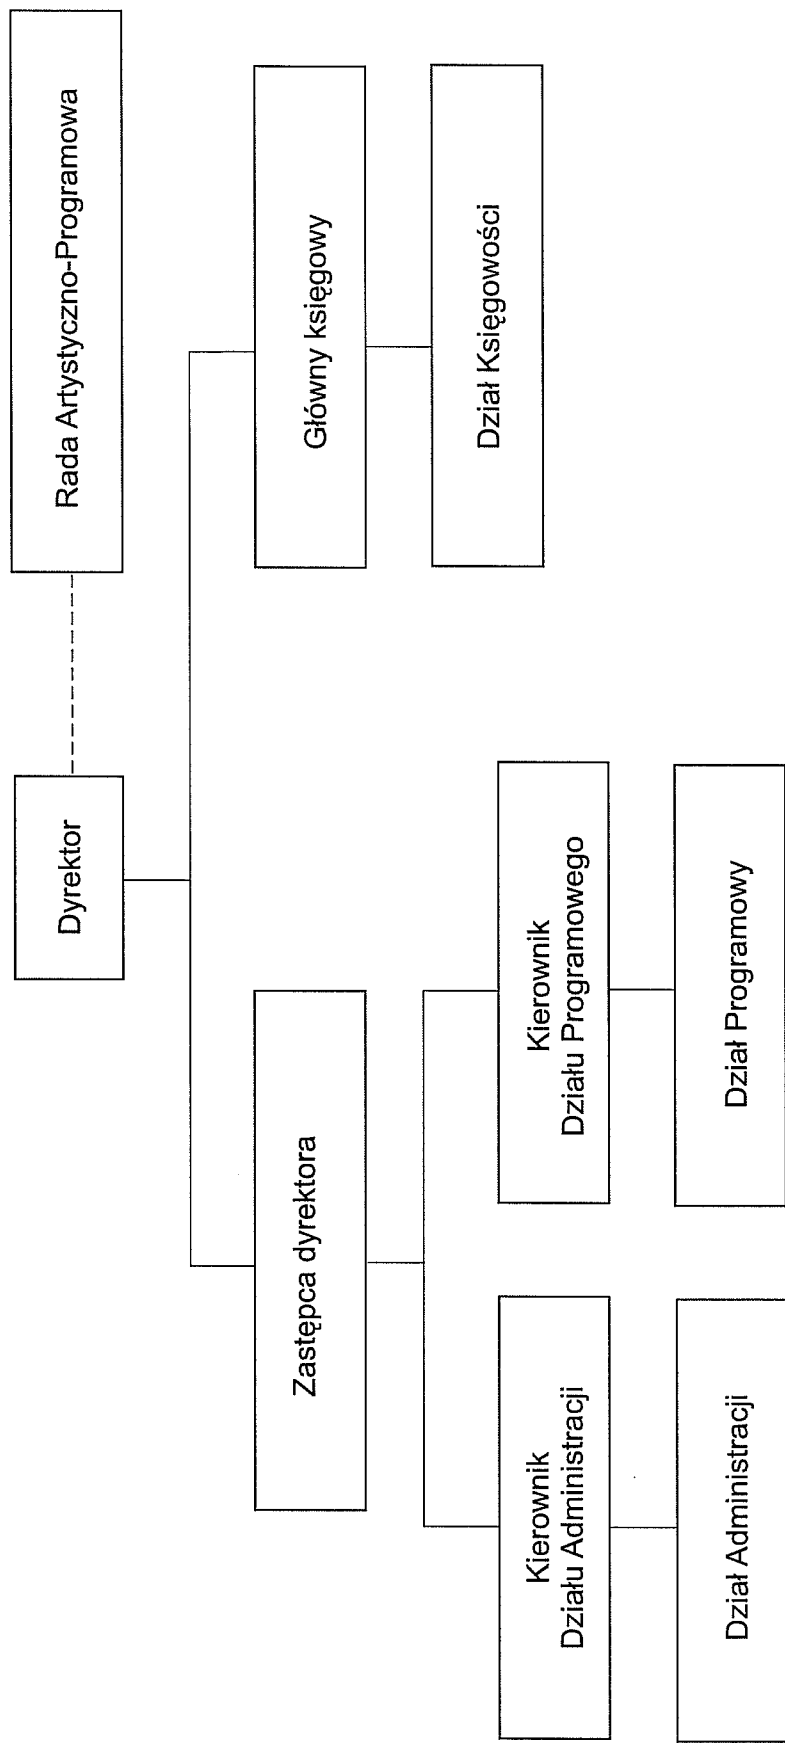 Dyrektor
Rada Artystyczno-Programowa
Zastępca dyrektora
Główny księgowy
Kierownik
Działu Administracji
Kierownik
Działu Programowego
Dział Księgowości
Dział Administracji
Dział Programowy